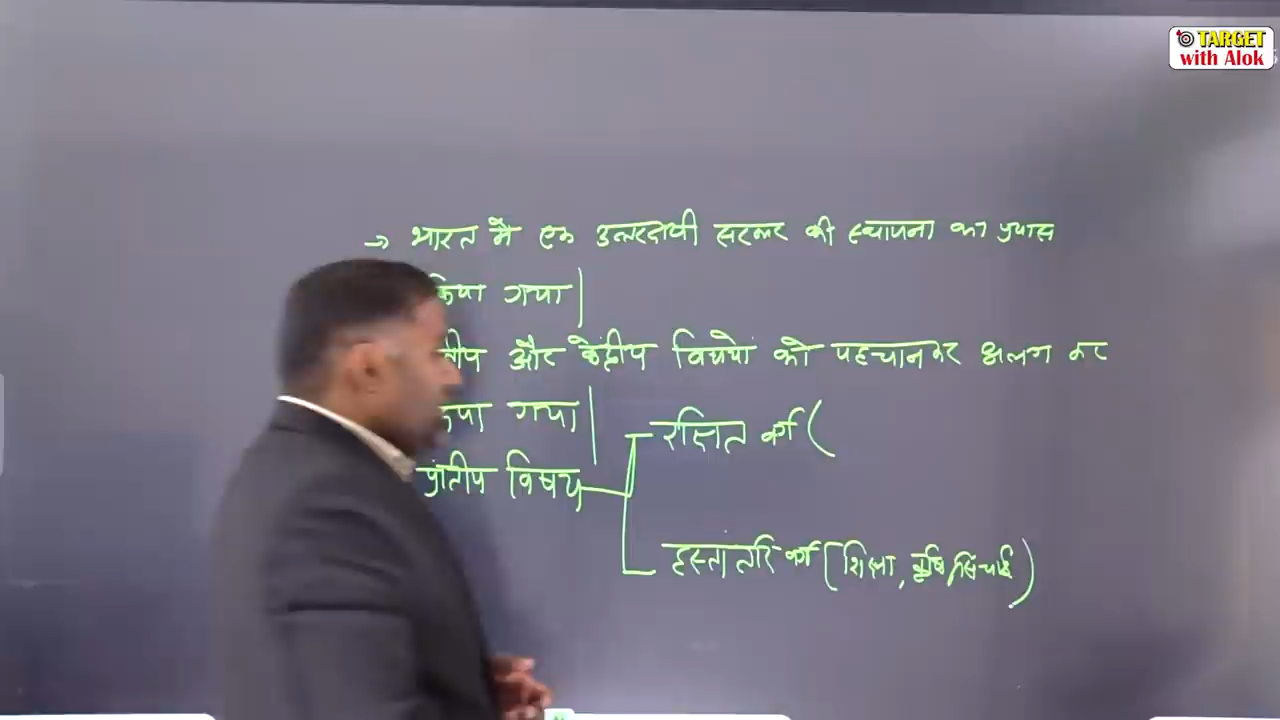 TARGET
with Alok
→ भारत में एक उत्तरदायी सरकार की स्थापना का प्रयास
किया गया|
और केंद्रीय विषयों को पहचानकर अलग कर
गया|
रक्षित वर्ग (
प्रांतीय विषय
हस्तांतरि वर्ग (शिक्षा, कृषि, सिंचाई)